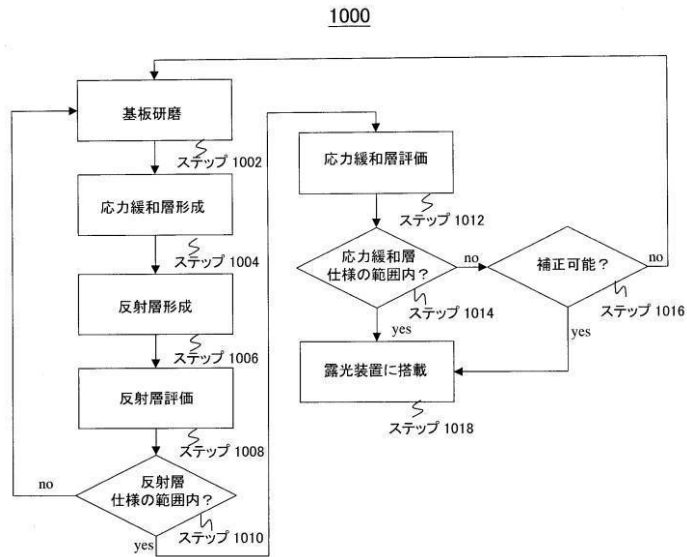 1000
基板研磨
ステップ 1002
応力緩和層形成
ステップ 1004
反射層形成
ステップ 1006
反射層評価
ステップ 1008
反射層
仕様の範囲内?
no
yes
ステップ 1010
応力緩和層評価
ステップ 1012
応力緩和層
仕様の範囲内?
no
yes
ステップ 1014
補正可能?
no
yes
ステップ 1016
露光装置に搭載
ステップ 1018